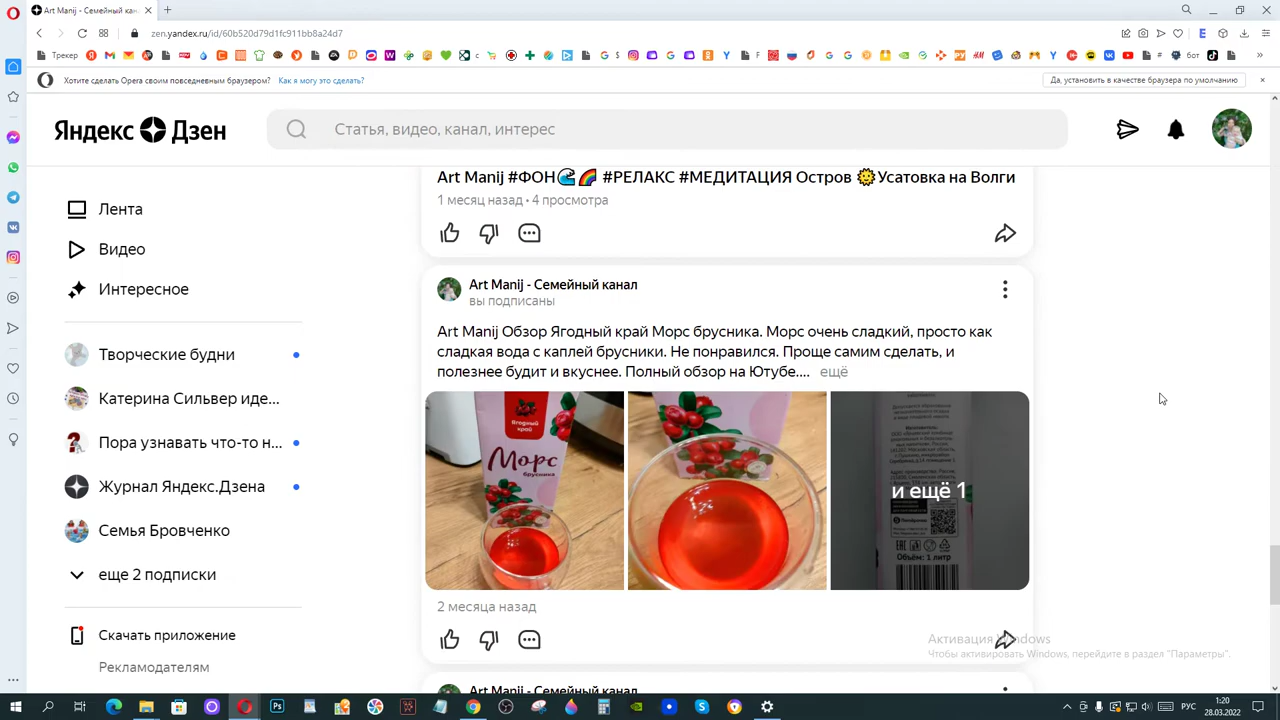 Art Manij - Семейный кан
zen.yandex.ru/id/60b520d79d1fc911bb8a24d7
Трекер
бот
Хотите сделать Opera своим повседневным браузером? Как я могу это сделать?
Да, установить в качестве браузера по умолчанию
Яндекс Дзен
Статья, видео, канал, интерес
Лента
Видео
Интересное
Творческие будни
Катерина Сильвер иде...
Пора узнавать что-то н...
Журнал Яндекс.Дзена
Семья Бровченко
еще 2 подписки
Скачать приложение
Рекламодателям
Art Manij #ФОН🌊🌈 #РЕЛАКС #МЕДИТАЦИЯ Остров 🌞Усатовка на Волги
1 месяц назад • 4 просмотра
Art Manij - Семейный канал
вы подписаны
Art Manij Обзор Ягодный край Морс брусника. Морс очень сладкий, просто как
сладкая вода с каплей брусники. Не понравился. Проще самим сделать, и
полезнее будит и вкуснее. Полный обзор на Ютубе.... ещё
Ягодный
край
Морс
брусника
и ещё 1
Объём: 1 литр
2 месяца назад
Art Manij - Семейный канал
Активация Windows
Чтобы активировать Windows, перейдите в раздел "Параметры".
РУС
1:20
28.03.2022